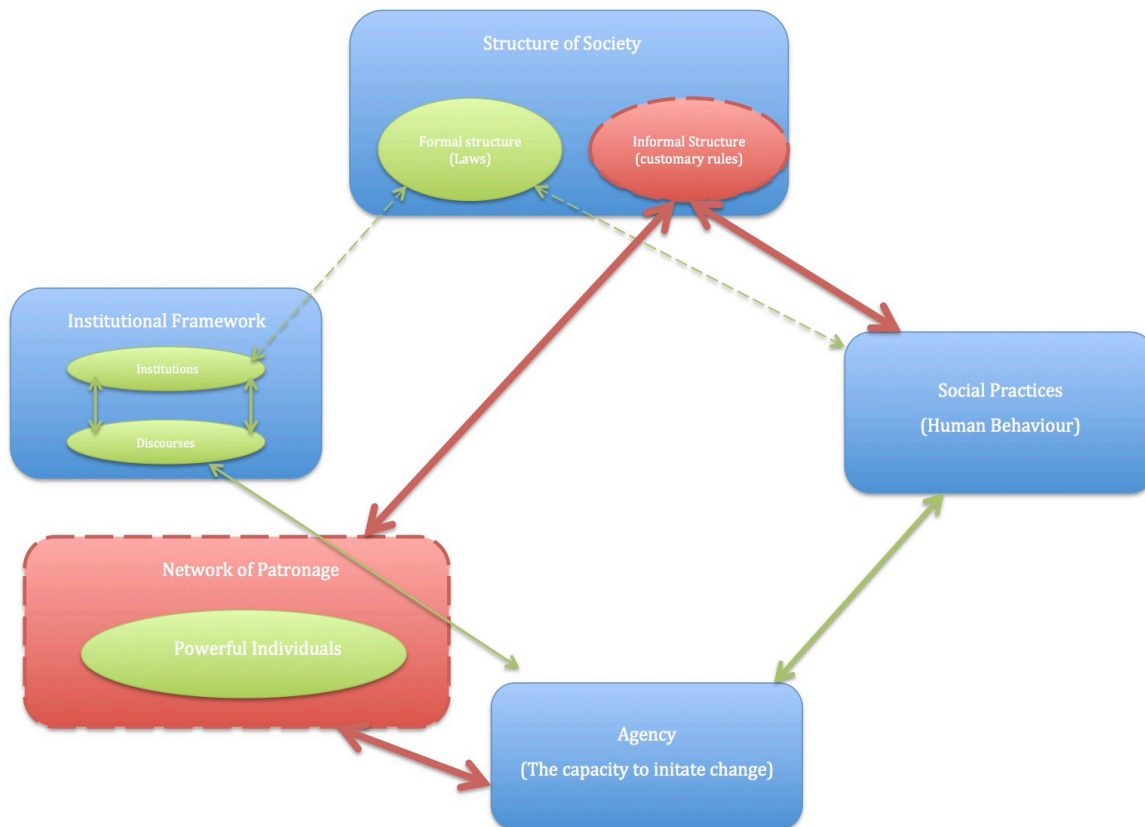 Structure of Society
Formal structure
(Laws)
Informal Structure
(customary rules)
Institutional Framework
Institutions
Discourses
Social Practices
(Human Behaviour)
Network of Patronage
Powerful Individuals
Agency
(The capacity to initate change)